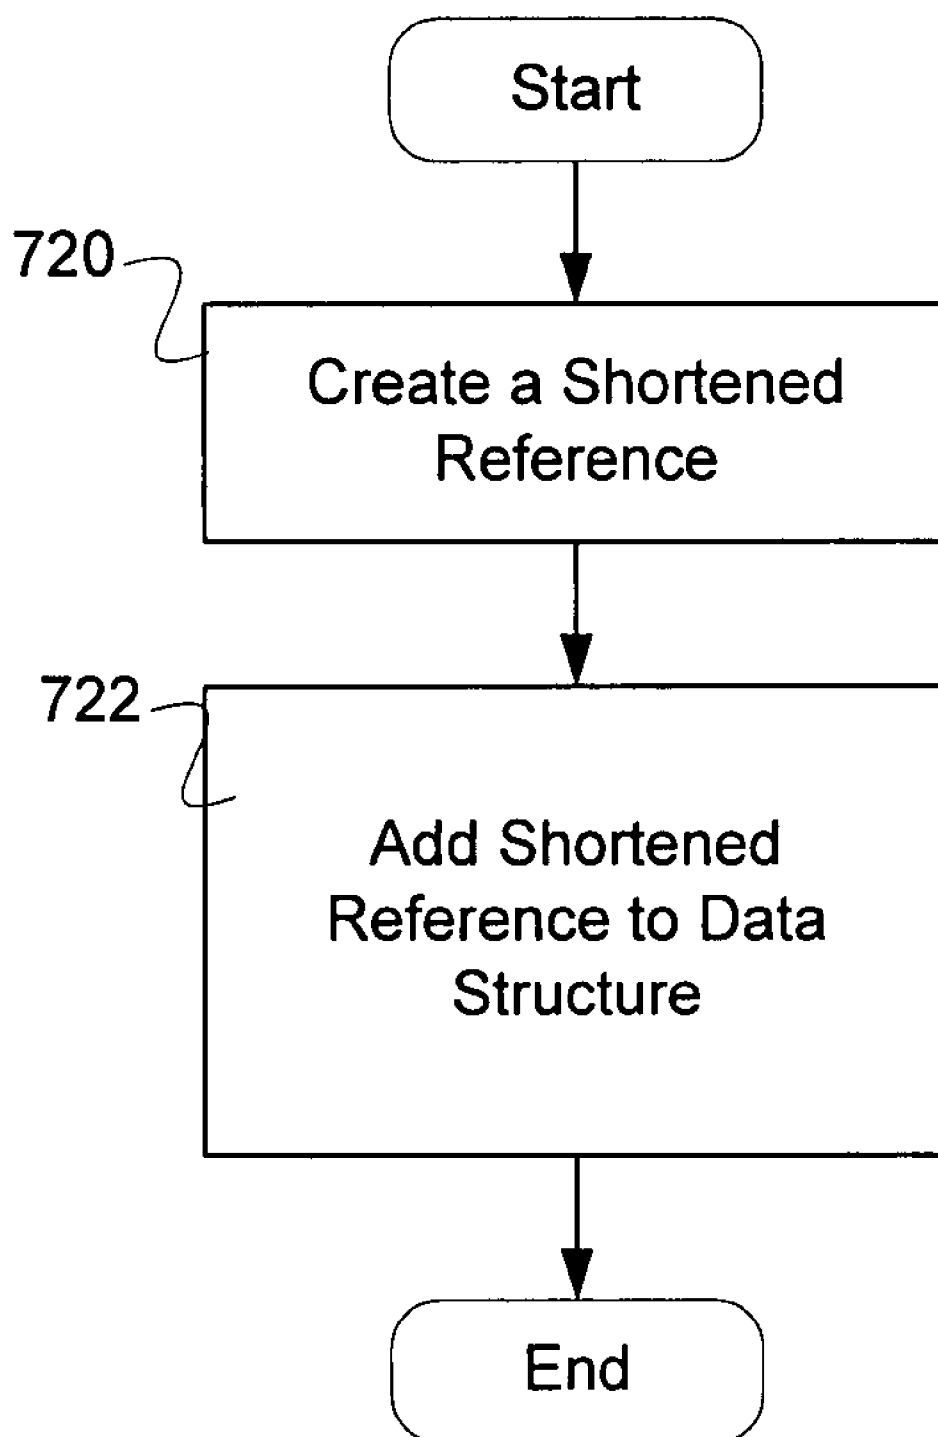 Start
720
Create a Shortened
Reference
722
Add Shortened
Reference to Data
Structure
End